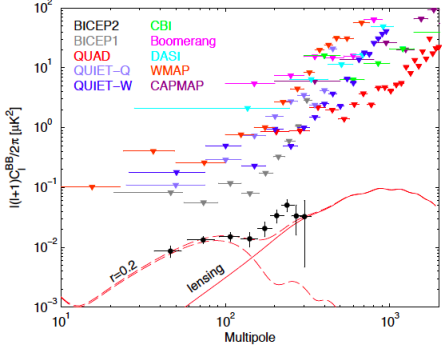 BICEP2 CBI
BICEP1 Boomerang
QUAD DASI
QUIET-Q WMAP
QUIET-W CAPMAP
l(l+1)C_l^BB/2π [μK²]
10²
10¹
10⁰
10⁻¹
10⁻²
10⁻³
r=0.2
lensing
10¹ 10² 10³
Multipole